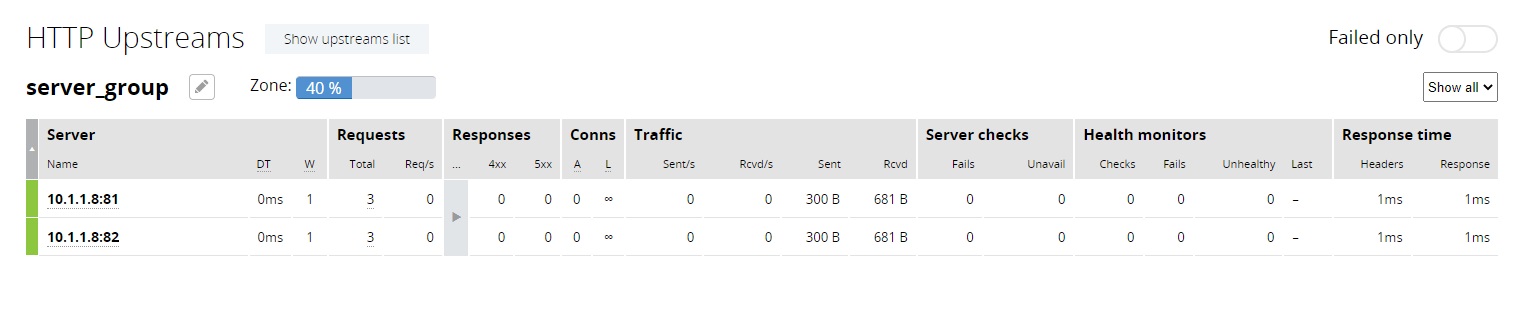 HTTP Upstreams Show upstreams list Failed only
server_group Zone: 40 % Show all
Server Requests Responses Conns Traffic Server checks Health monitors Response time
Name DT W Total Req/s ... 4xx 5xx A L Sent/s Rcvd/s Sent Rcvd Fails Unavail Checks Fails Unhealthy Last Headers Response
10.1.1.8:81 0ms 1 3 0 0 0 0 ∞ 0 0 300 B 681 B 0 0 0 0 0 – 1ms 1ms
10.1.1.8:82 0ms 1 3 0 0 0 0 ∞ 0 0 300 B 681 B 0 0 0 0 0 – 1ms 1ms